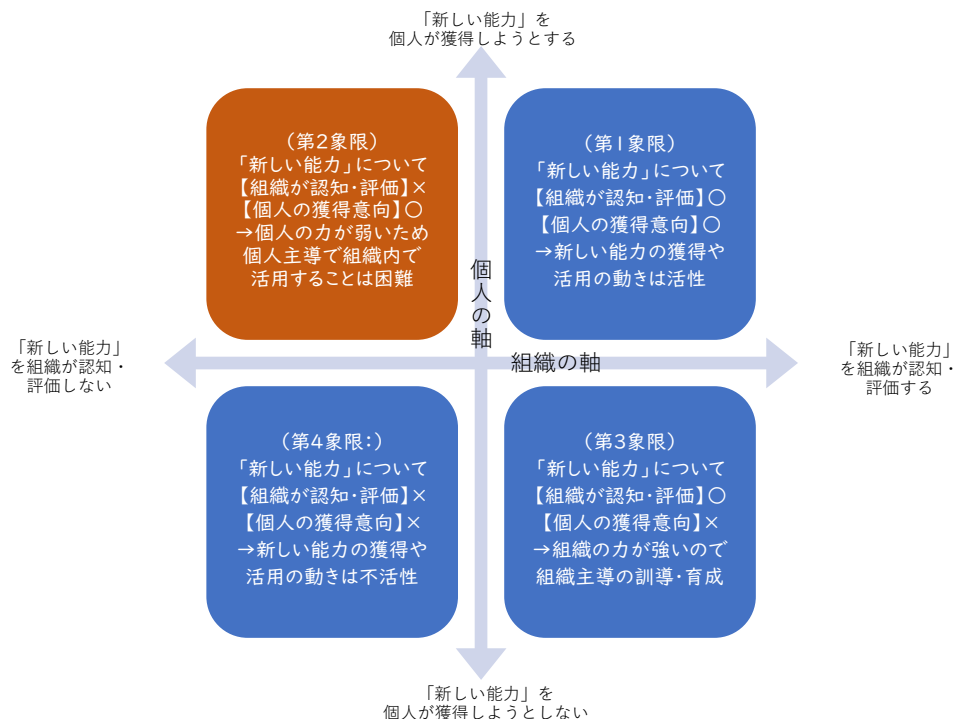 「新しい能力」を
個人が獲得しようとする
（第2象限）
「新しい能力」について
【組織が認知・評価】×
【個人の獲得意向】○
→個人の力が弱いため
個人主導で組織内で
活用することは困難
（第1象限）
「新しい能力」について
【組織が認知・評価】○
【個人の獲得意向】○
→新しい能力の獲得や
活用の動きは活性
個人の軸
「新しい能力」
を組織が認知・
評価しない
組織の軸
「新しい能力」
を組織が認知・
評価する
（第4象限：）
「新しい能力」について
【組織が認知・評価】×
【個人の獲得意向】×
→新しい能力の獲得や
活用の動きは不活性
（第3象限）
「新しい能力」について
【組織が認知・評価】○
【個人の獲得意向】×
→組織の力が強いので
組織主導の訓導・育成
「新しい能力」を
個人が獲得しようとしない